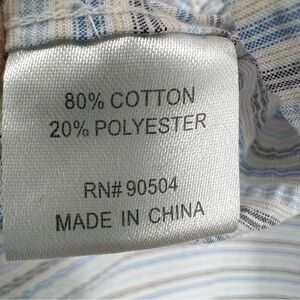 80% COTTON
20% POLYESTER
RN# 90504
MADE IN CHINA